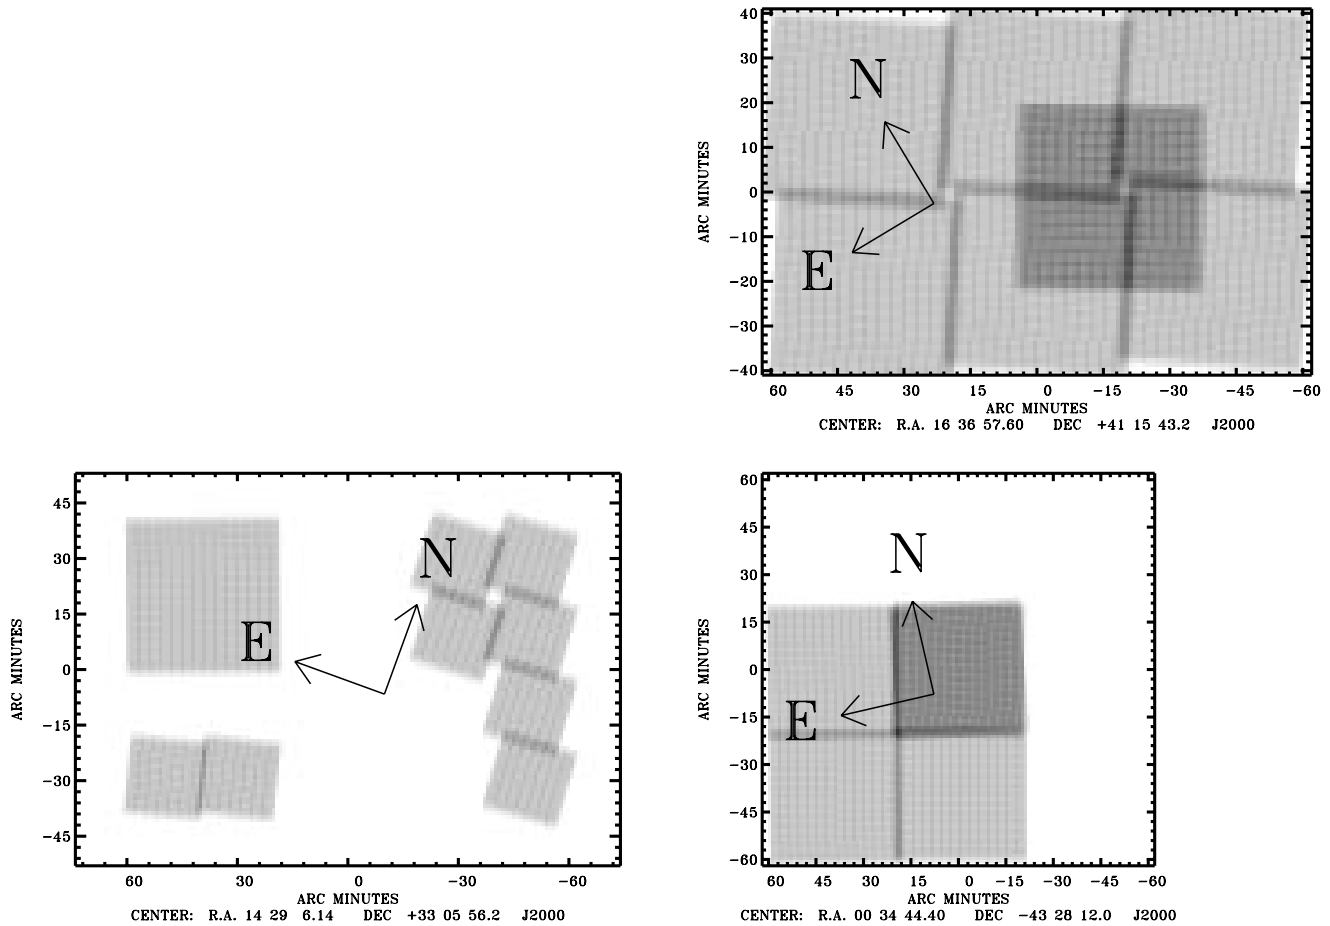 40
30
20
10
0
−10
−20
−30
−40
ARC MINUTES
N
E
60 45 30 15 0 −15 −30 −45 −60
ARC MINUTES
CENTER: R.A. 16 36 57.60 DEC +41 15 43.2 J2000
45
30
15
0
−15
−30
−45
ARC MINUTES
N
E
60 30 0 −30 −60
ARC MINUTES
CENTER: R.A. 14 29 6.14 DEC +33 05 56.2 J2000
60
45
30
15
0
−15
−30
−45
−60
ARC MINUTES
N
E
60 45 30 15 0 −15 −30 −45 −60
ARC MINUTES
CENTER: R.A. 00 34 44.40 DEC −43 28 12.0 J2000